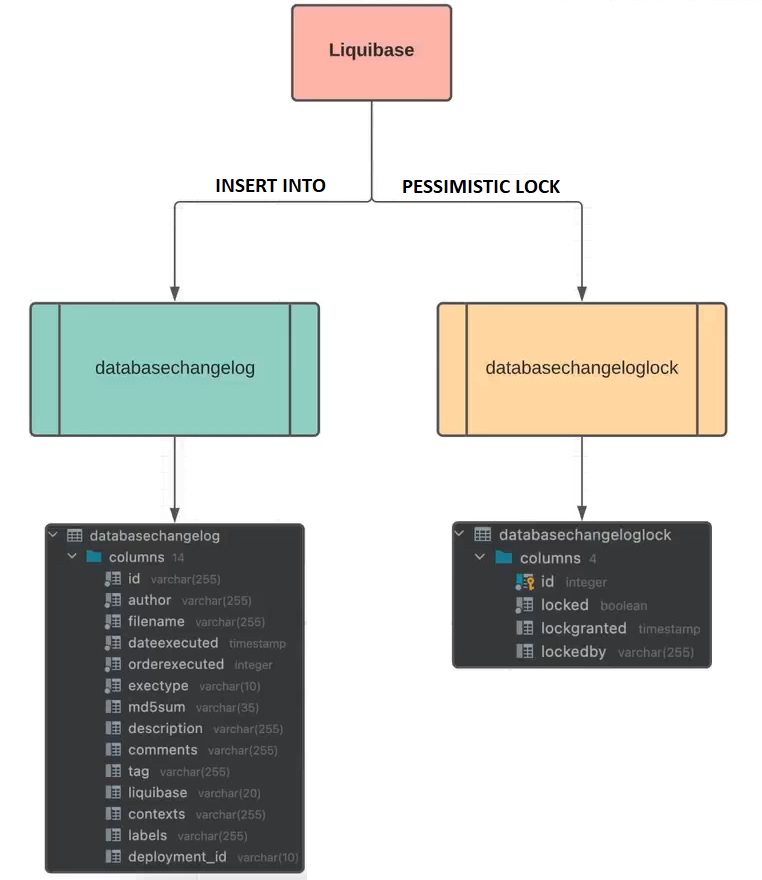 Liquibase
INSERT INTO
PESSIMISTIC LOCK
databasechangelog
databasechangeloglock
databasechangelog
columns 14
id varchar(255)
author varchar(255)
filename varchar(255)
dateexecuted timestamp
orderexecuted integer
exectype varchar(10)
md5sum varchar(35)
description varchar(255)
comments varchar(255)
tag varchar(255)
liquibase varchar(20)
contexts varchar(255)
labels varchar(255)
deployment_id varchar(10)
databasechangeloglock
columns 4
id integer
locked boolean
lockgranted timestamp
lockedby varchar(255)